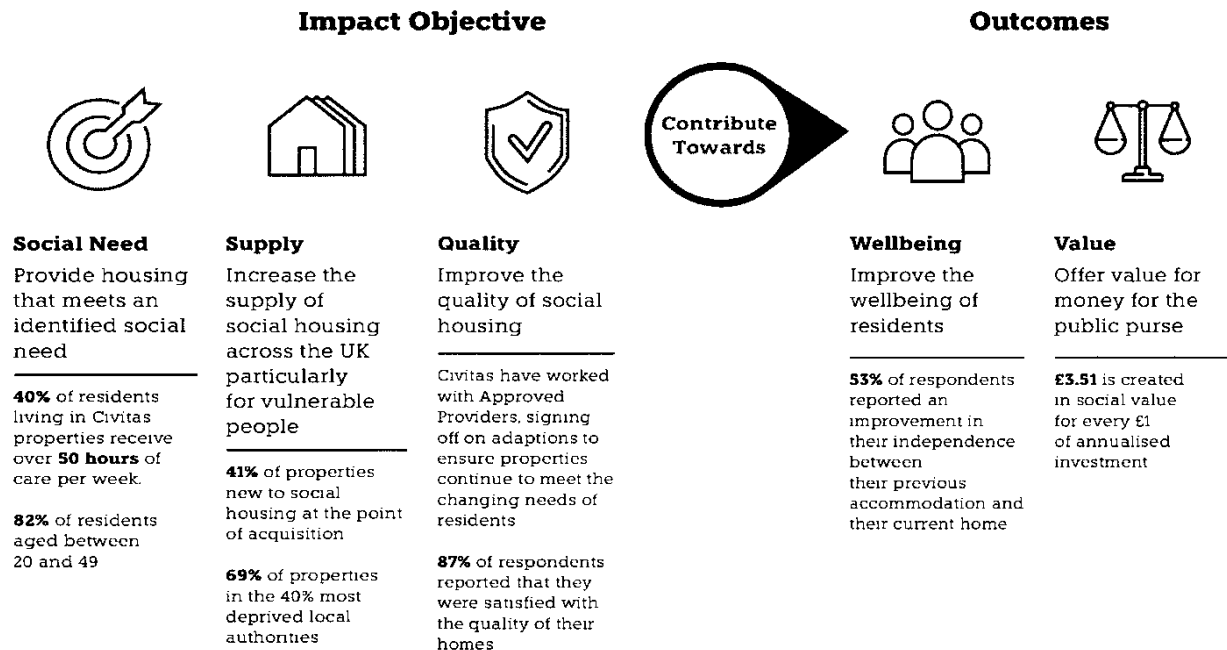 Impact Objective
Outcomes
Contribute
Towards
Social Need
Provide housing
that meets an
identified social
need
40% of residents
living in Civitas
properties receive
over 50 hours of
care per week.
82% of residents
aged between
20 and 49
Supply
Increase the
supply of
social housing
across the UK
particularly
for vulnerable
people
41% of properties
new to social
housing at the point
of acquisition
69% of properties
in the 40% most
deprived local
authorities
Quality
Improve the
quality of social
housing
Civitas have worked
with Approved
Providers, signing
off on adaptions to
ensure properties
continue to meet the
changing needs of
residents
87% of respondents
reported that they
were satisfied with
the quality of their
homes
Wellbeing
Improve the
wellbeing of
residents
53% of respondents
reported an
improvement in
their independence
between
their previous
accommodation and
their current home
Value
Offer value for
money for the
public purse
£3.51 is created
in social value
for every £1
of annualised
investment